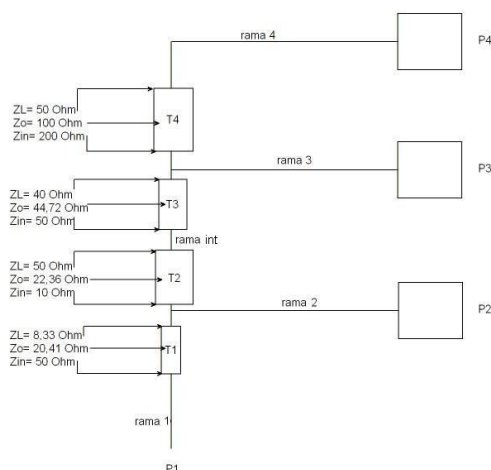 rama 4
P4
ZL= 50 Ohm
Zo= 100 Ohm
Zin= 200 Ohm
T4
rama 3
P3
ZL= 40 Ohm
Zo= 44,72 Ohm
Zin= 50 Ohm
T3
rama int
ZL= 50 Ohm
Zo= 22,36 Ohm
Zin= 10 Ohm
T2
rama 2
P2
ZL= 8,33 Ohm
Zo= 20,41 Ohm
Zin= 50 Ohm
T1
rama 1
P1